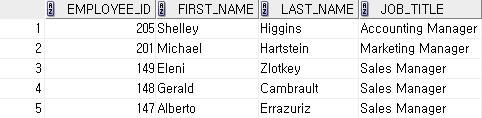 EMPLOYEE_ID FIRST_NAME LAST_NAME JOB_TITLE
1 205 Shelley Higgins Accounting Manager
2 201 Michael Hartstein Marketing Manager
3 149 Eleni Zlotkey Sales Manager
4 148 Gerald Cambrault Sales Manager
5 147 Alberto Errazuriz Sales Manager